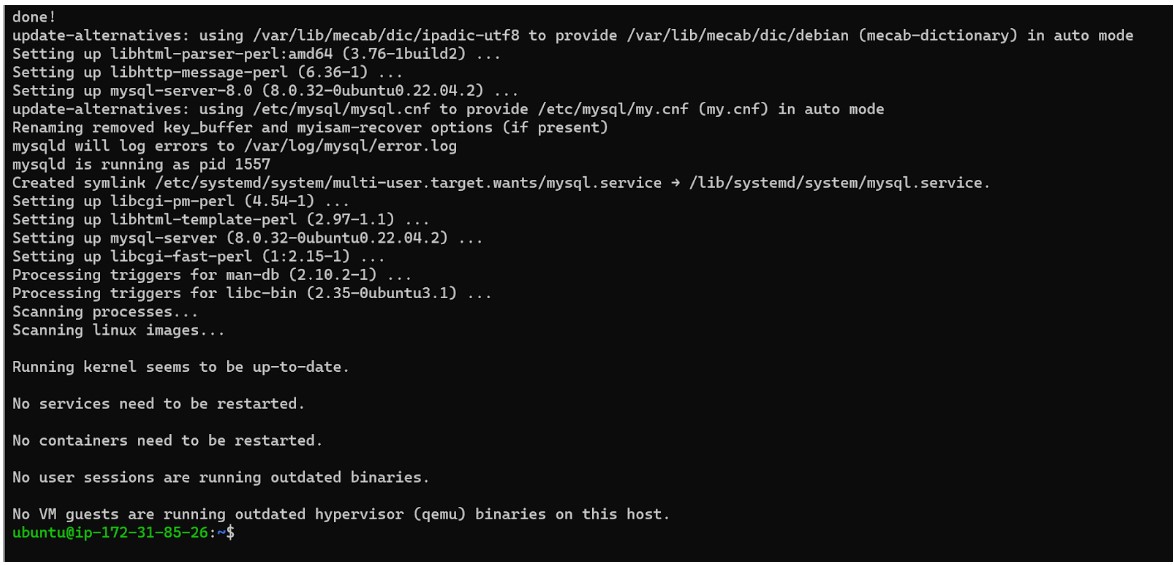 done!
update-alternatives: using /var/lib/mecab/dic/ipadic-utf8 to provide /var/lib/mecab/dic/debian (mecab-dictionary) in auto mode
Setting up libhtml-parser-perl:amd64 (3.76-1build2) ...
Setting up libhttp-message-perl (6.36-1) ...
Setting up mysql-server-8.0 (8.0.32-0ubuntu0.22.04.2) ...
update-alternatives: using /etc/mysql/mysql.cnf to provide /etc/mysql/my.cnf (my.cnf) in auto mode
Renaming removed key_buffer and myisam-recover options (if present)
mysqld will log errors to /var/log/mysql/error.log
mysqld is running as pid 1557
Created symlink /etc/systemd/system/multi-user.target.wants/mysql.service → /lib/systemd/system/mysql.service.
Setting up libcgi-pm-perl (4.54-1) ...
Setting up libhtml-template-perl (2.97-1.1) ...
Setting up mysql-server (8.0.32-0ubuntu0.22.04.2) ...
Setting up libcgi-fast-perl (1:2.15-1) ...
Processing triggers for man-db (2.10.2-1) ...
Processing triggers for libc-bin (2.35-0ubuntu3.1) ...
Scanning processes...
Scanning linux images...
Running kernel seems to be up-to-date.
No services need to be restarted.
No containers need to be restarted.
No user sessions are running outdated binaries.
No VM guests are running outdated hypervisor (qemu) binaries on this host.
ubuntu@ip-172-31-85-26:~$